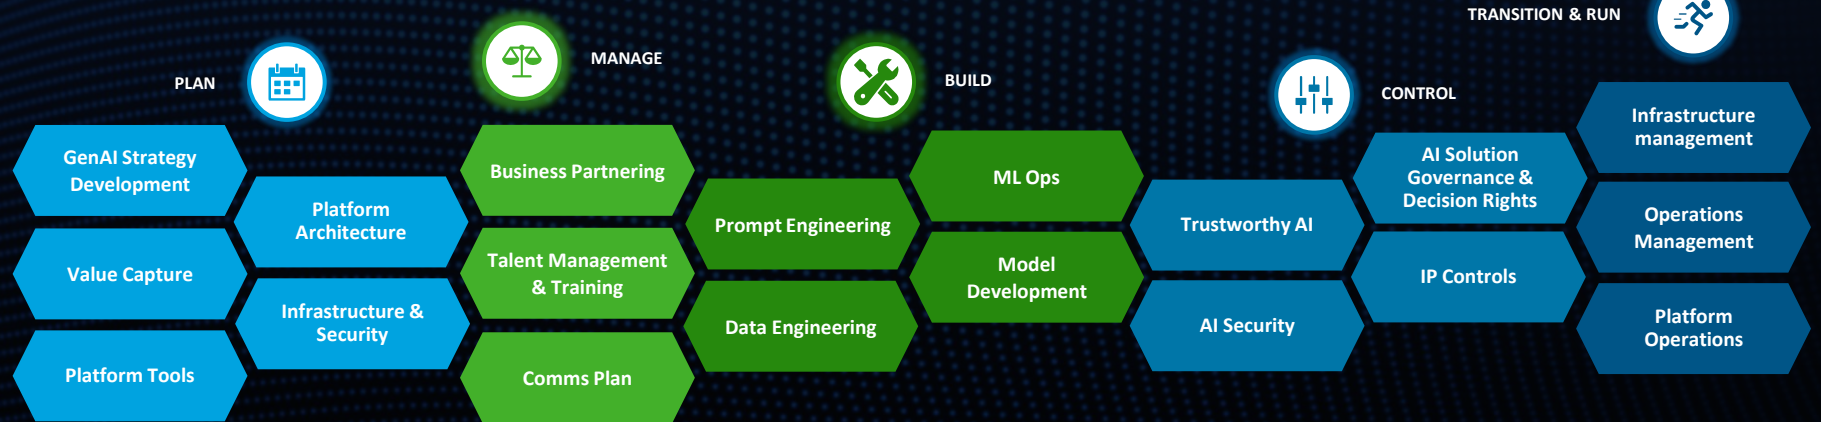 PLAN
GenAI Strategy
Development
Value Capture
Platform Tools
Platform
Architecture
Infrastructure &
Security
MANAGE
Business Partnering
Talent Management
& Training
Comms Plan
BUILD
Prompt Engineering
Data Engineering
ML Ops
Model
Development
CONTROL
Trustworthy AI
AI Security
AI Solution
Governance &
Decision Rights
IP Controls
TRANSITION & RUN
Infrastructure
management
Operations
Management
Platform
Operations